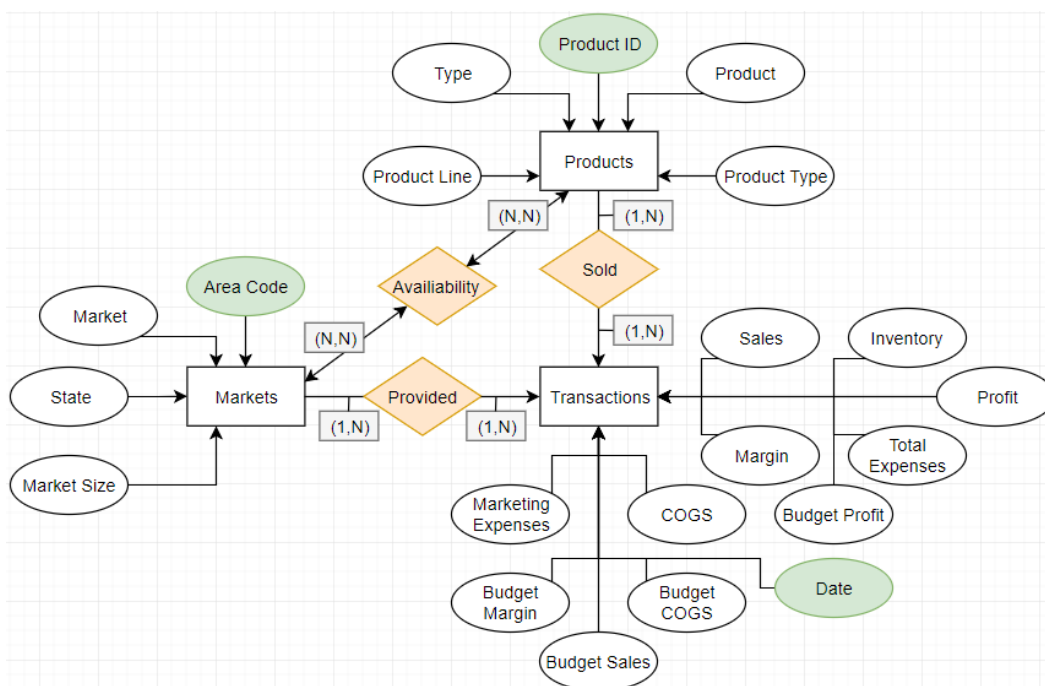 Product ID
Type
Product
Products
Product Line
Product Type
(N,N)
(1,N)
Sold
Availiability
Area Code
Market
(N,N)
(1,N)
Sales
Inventory
State
Markets
Provided
Transactions
Profit
(1,N)
(1,N)
Market Size
Margin
Total
Expenses
Marketing
Expenses
COGS
Budget Profit
Budget
Margin
Budget
COGS
Date
Budget Sales